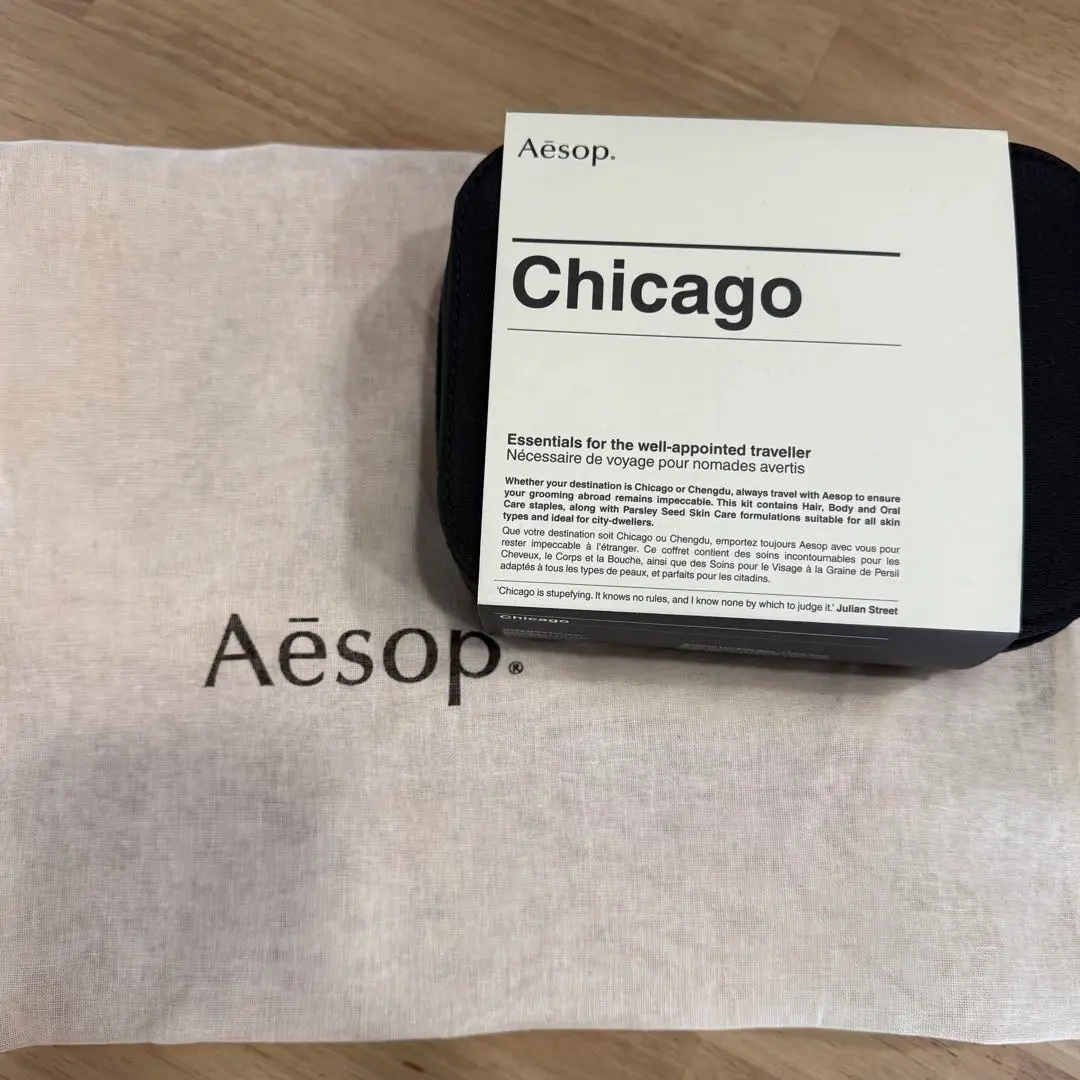 Aēsop.
Chicago
Essentials for the well-appointed traveller
Nécessaire de voyage pour nomades avertis
Whether your destination is Chicago or Chengdu, always travel with Aesop to ensure
your grooming abroad remains impeccable. This kit contains Hair, Body and Oral
Care staples, along with Parsley Seed Skin Care formulations suitable for all skin
types and ideal for city-dwellers.
Que votre destination soit Chicago ou Chengdu, emportez toujours Aesop avec vous pour
rester impeccable à l'étranger. Ce coffret contient des soins incontournables pour les
Cheveux, le Corps et la Bouche, ainsi que des Soins pour le Visage à la Graine de Persil
adaptés à tous les types de peaux, et parfaits pour les citadins.
'Chicago is stupefying. It knows no rules, and I know none by which to judge it.' Julian Street
Chicago
Aēsop®.